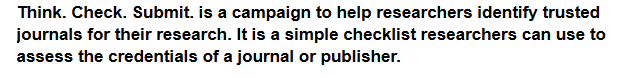 Think. Check. Submit. is a campaign to help researchers identify trusted
journals for their research. It is a simple checklist researchers can use to
assess the credentials of a journal or publisher.